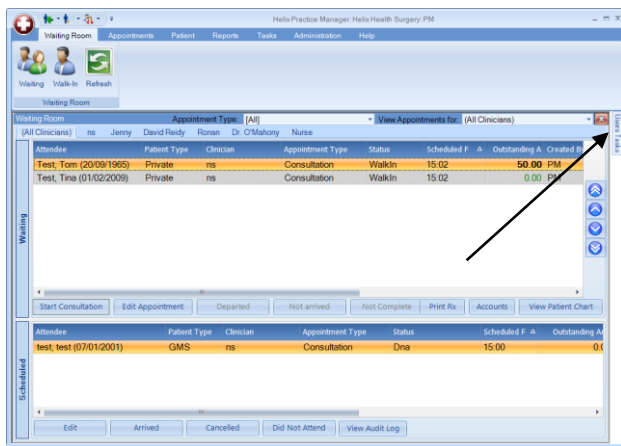 Helix Practice Manager: Helix Health Surgery: PM
Waiting Room Appointments Patient Reports Tasks Administration Help
Waiting Walk-In Refresh
Waiting Room
Waiting Room Appointment Type: [All] View Appointments for: {All Clinicians}
{All Clinicians} ns Jenny David Reidy Ronan Dr. O'Mahony Nurse
Users Tasks
Waiting
Attendee Patient Type Clinician Appointment Type Status Scheduled F Outstanding A Created B
Test, Tom (20/09/1965) Private ns Consultation WalkIn 15:02 50.00 PM
Test, Tina (01/02/2009) Private ns Consultation WalkIn 15:02 0.00 PM
Start Consultation Edit Appointment Departed Not arrived Not Complete Print Rx Accounts View Patient Chart
Scheduled
Attendee Patient Type Clinician Appointment Type Status Scheduled F Outstanding A
test, test (07/01/2001) GMS ns Consultation Dna 15:00 0.0
Edit Arrived Cancelled Did Not Attend View Audit Log